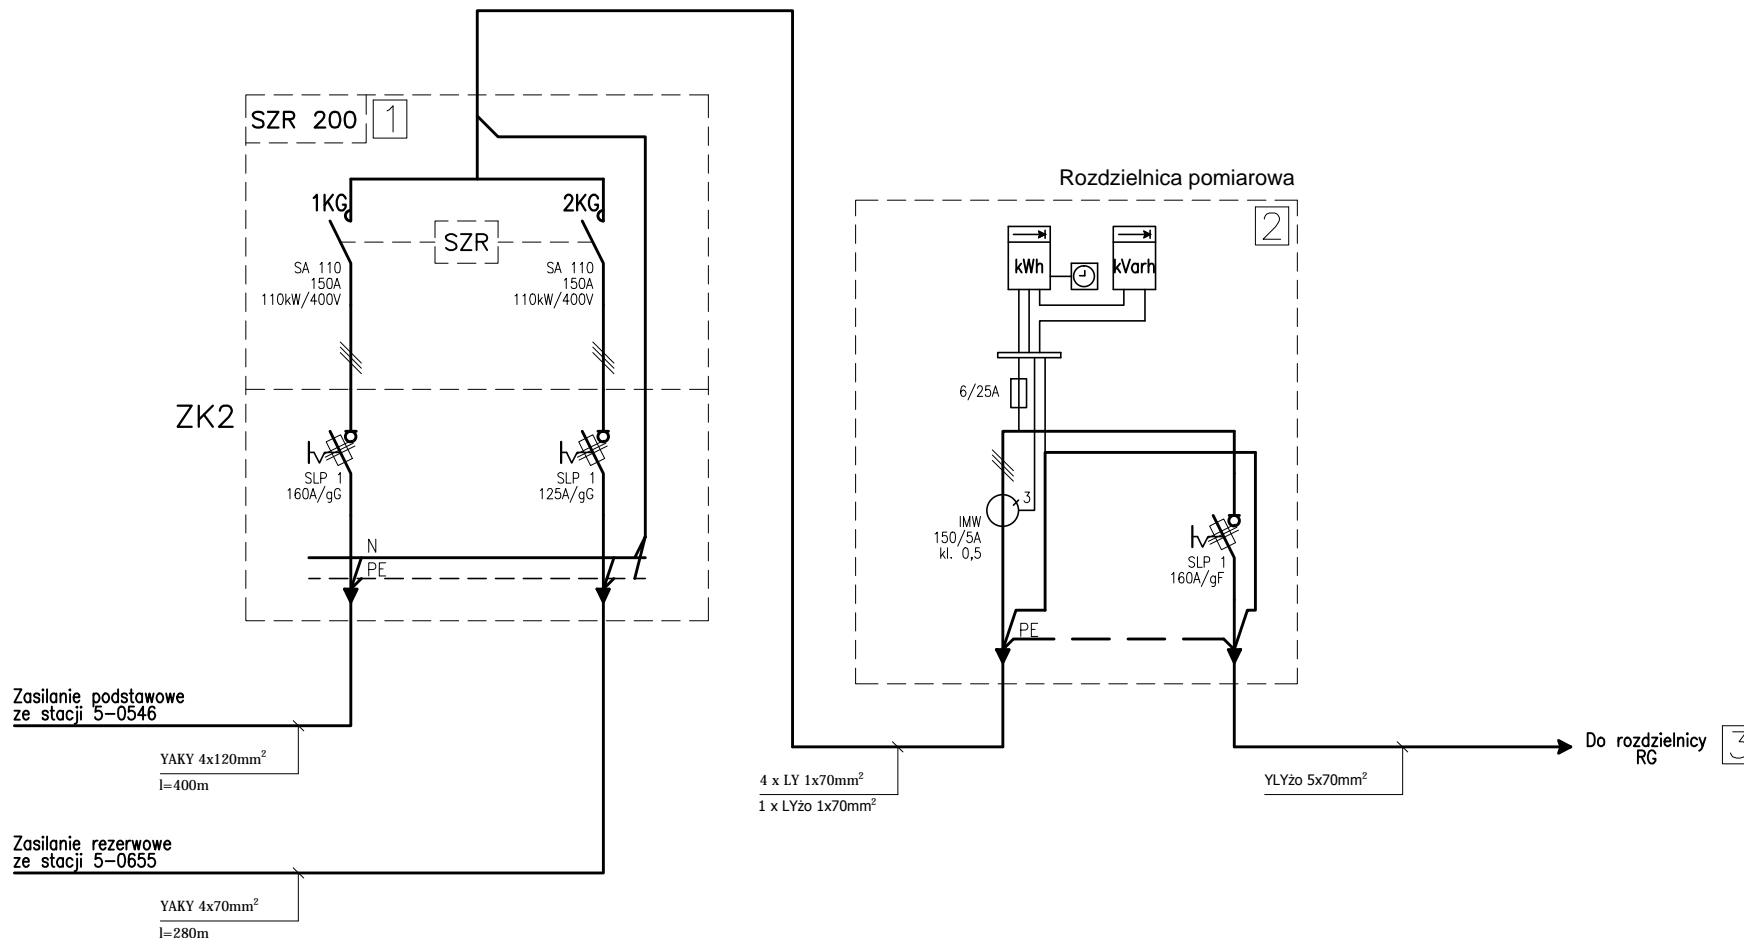 SZR 200
1
1KG
2KG
SZR
SA 110
150A
110kW/400V
SA 110
150A
110kW/400V
ZK2
SLP 1
160A/gG
SLP 1
125A/gG
N
PE
Zasilanie podstawowe
ze stacji 5-0546
YAKY 4x120mm²
l=400m
Zasilanie rezerwowe
ze stacji 5-0655
YAKY 4x70mm²
l=280m
Rozdzielnica pomiarowa
2
kWh
kVarh
6/25A
3
IMW
150/5A
kl. 0,5
SLP 1
160A/gF
PE
4 x LY 1x70mm²
1 x LYżo 1x70mm²
YLYżo 5x70mm²
Do rozdzielnicy
RG
3